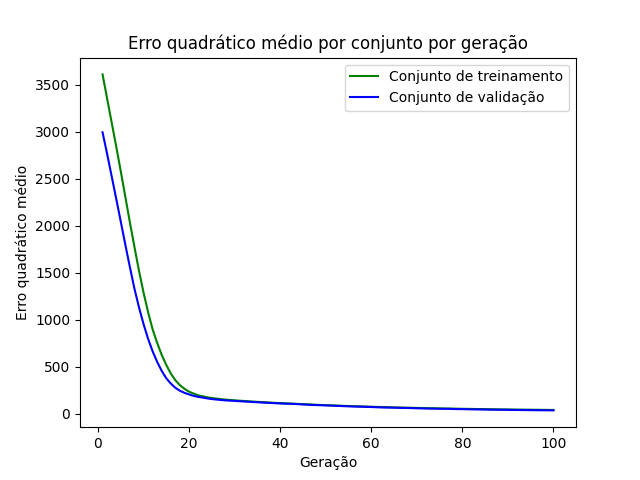 Erro quadrático médio por conjunto por geração
Conjunto de treinamento
Conjunto de validação
Erro quadrático médio
3500
3000
2500
2000
1500
1000
500
0
0 20 40 60 80 100
Geração